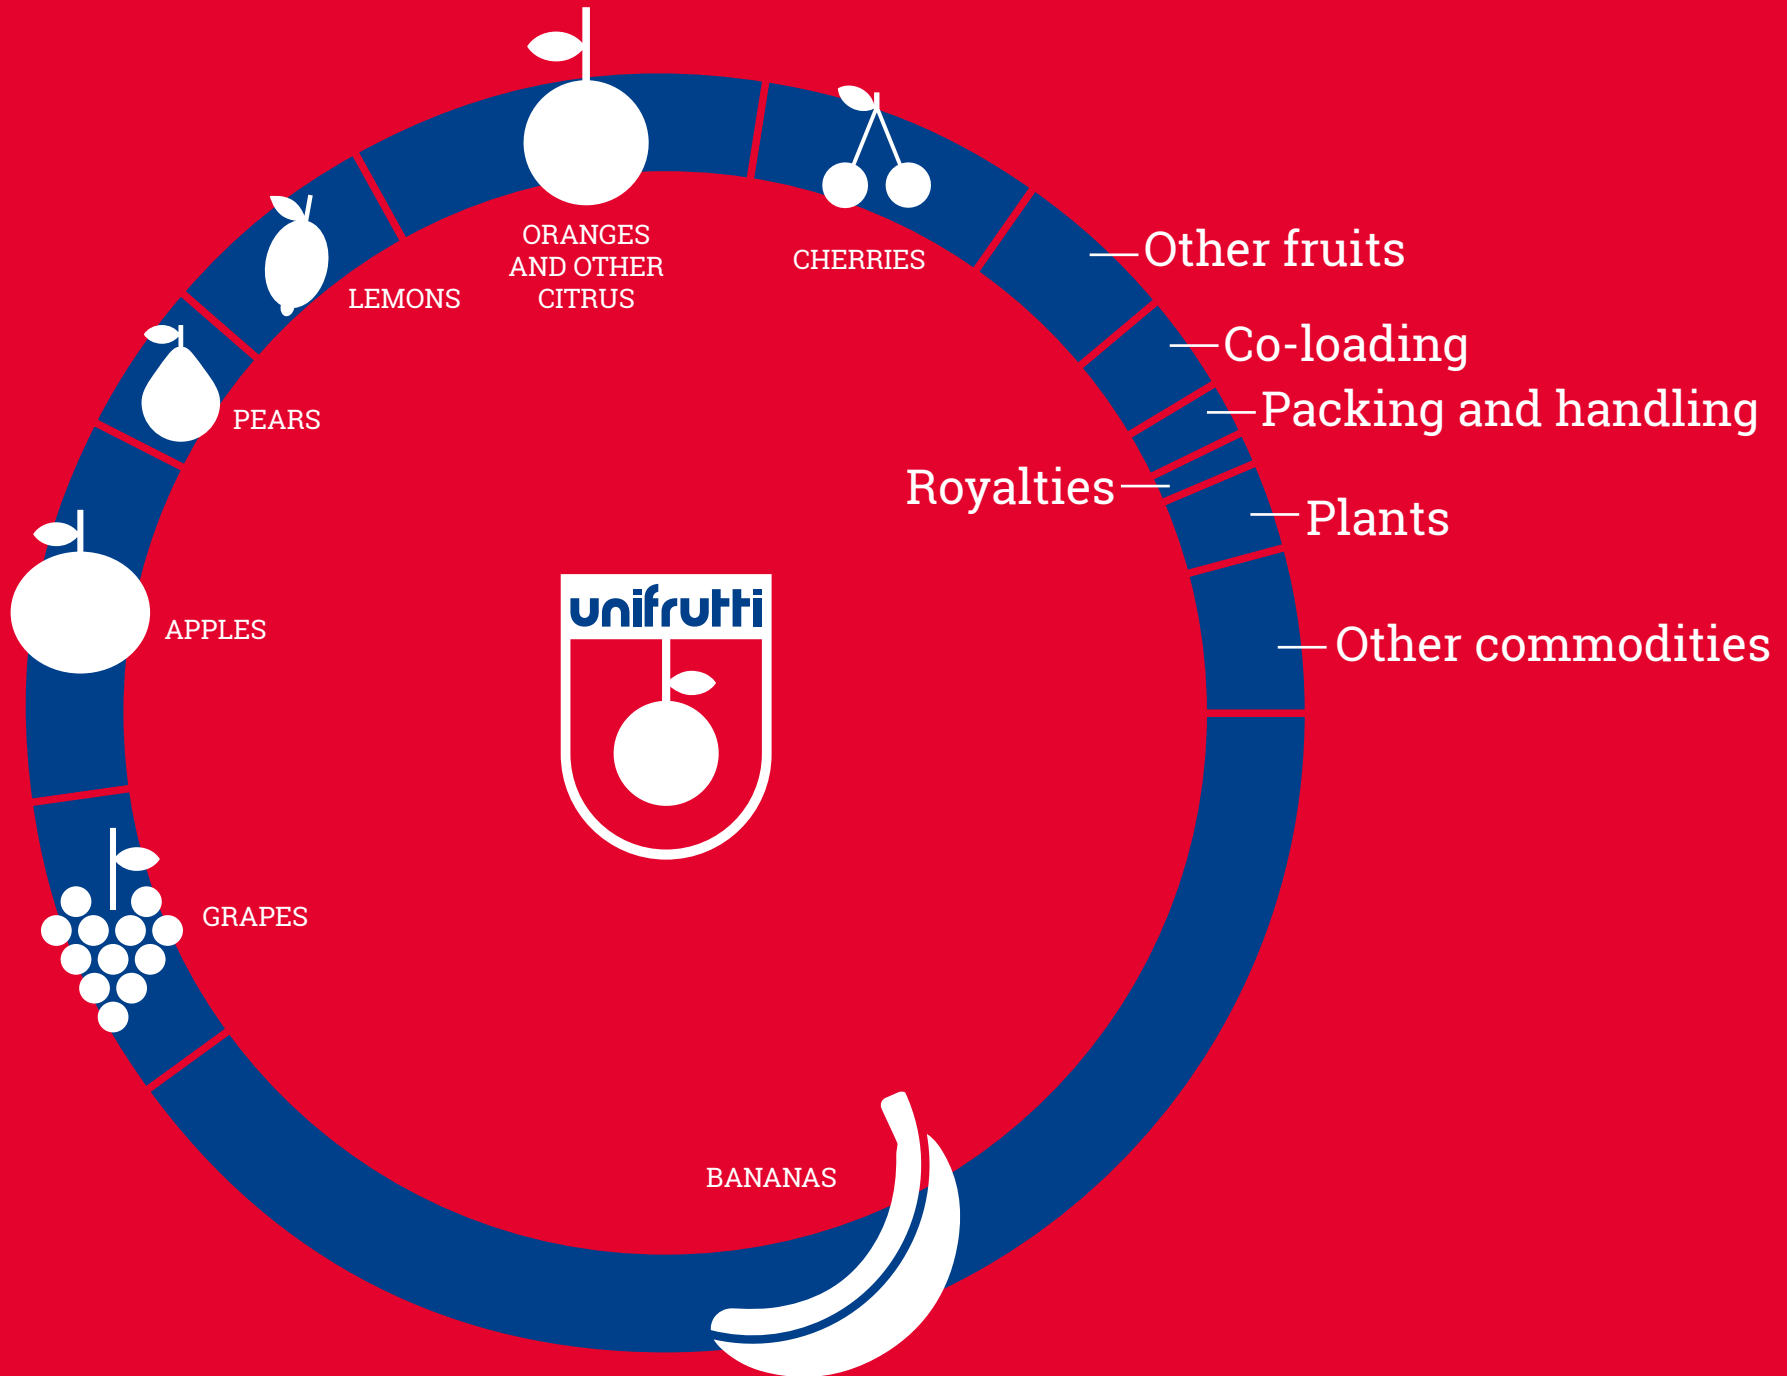 ORANGES
AND OTHER
CITRUS
CHERRIES
Other fruits
LEMONS
Co-loading
Packing and handling
PEARS
Royalties
Plants
APPLES
unifrutti
Other commodities
GRAPES
BANANAS